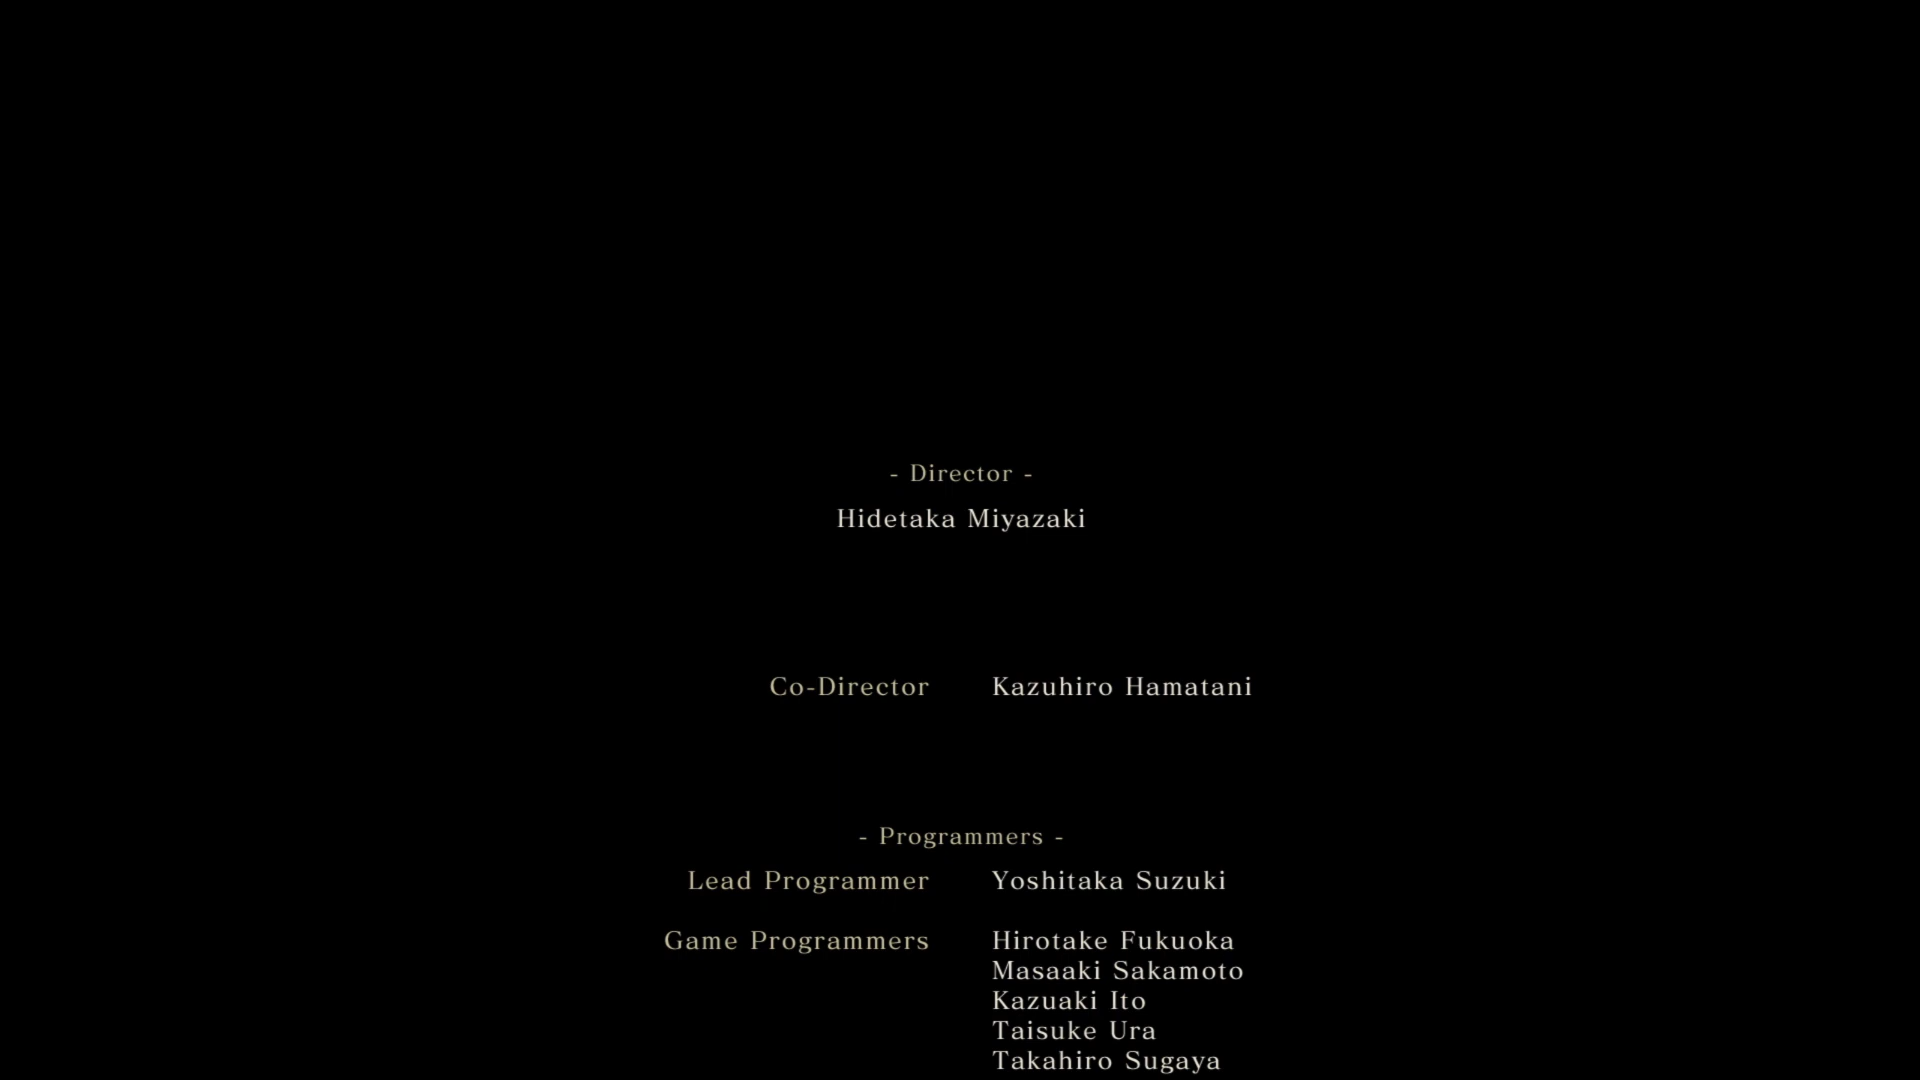 - Director -
Hidetaka Miyazaki
Co-Director Kazuhiro Hamatani
- Programmers -
Lead Programmer Yoshitaka Suzuki
Game Programmers Hirotake Fukuoka
Masaaki Sakamoto
Kazuaki Ito
Taisuke Ura
Takahiro Sugaya